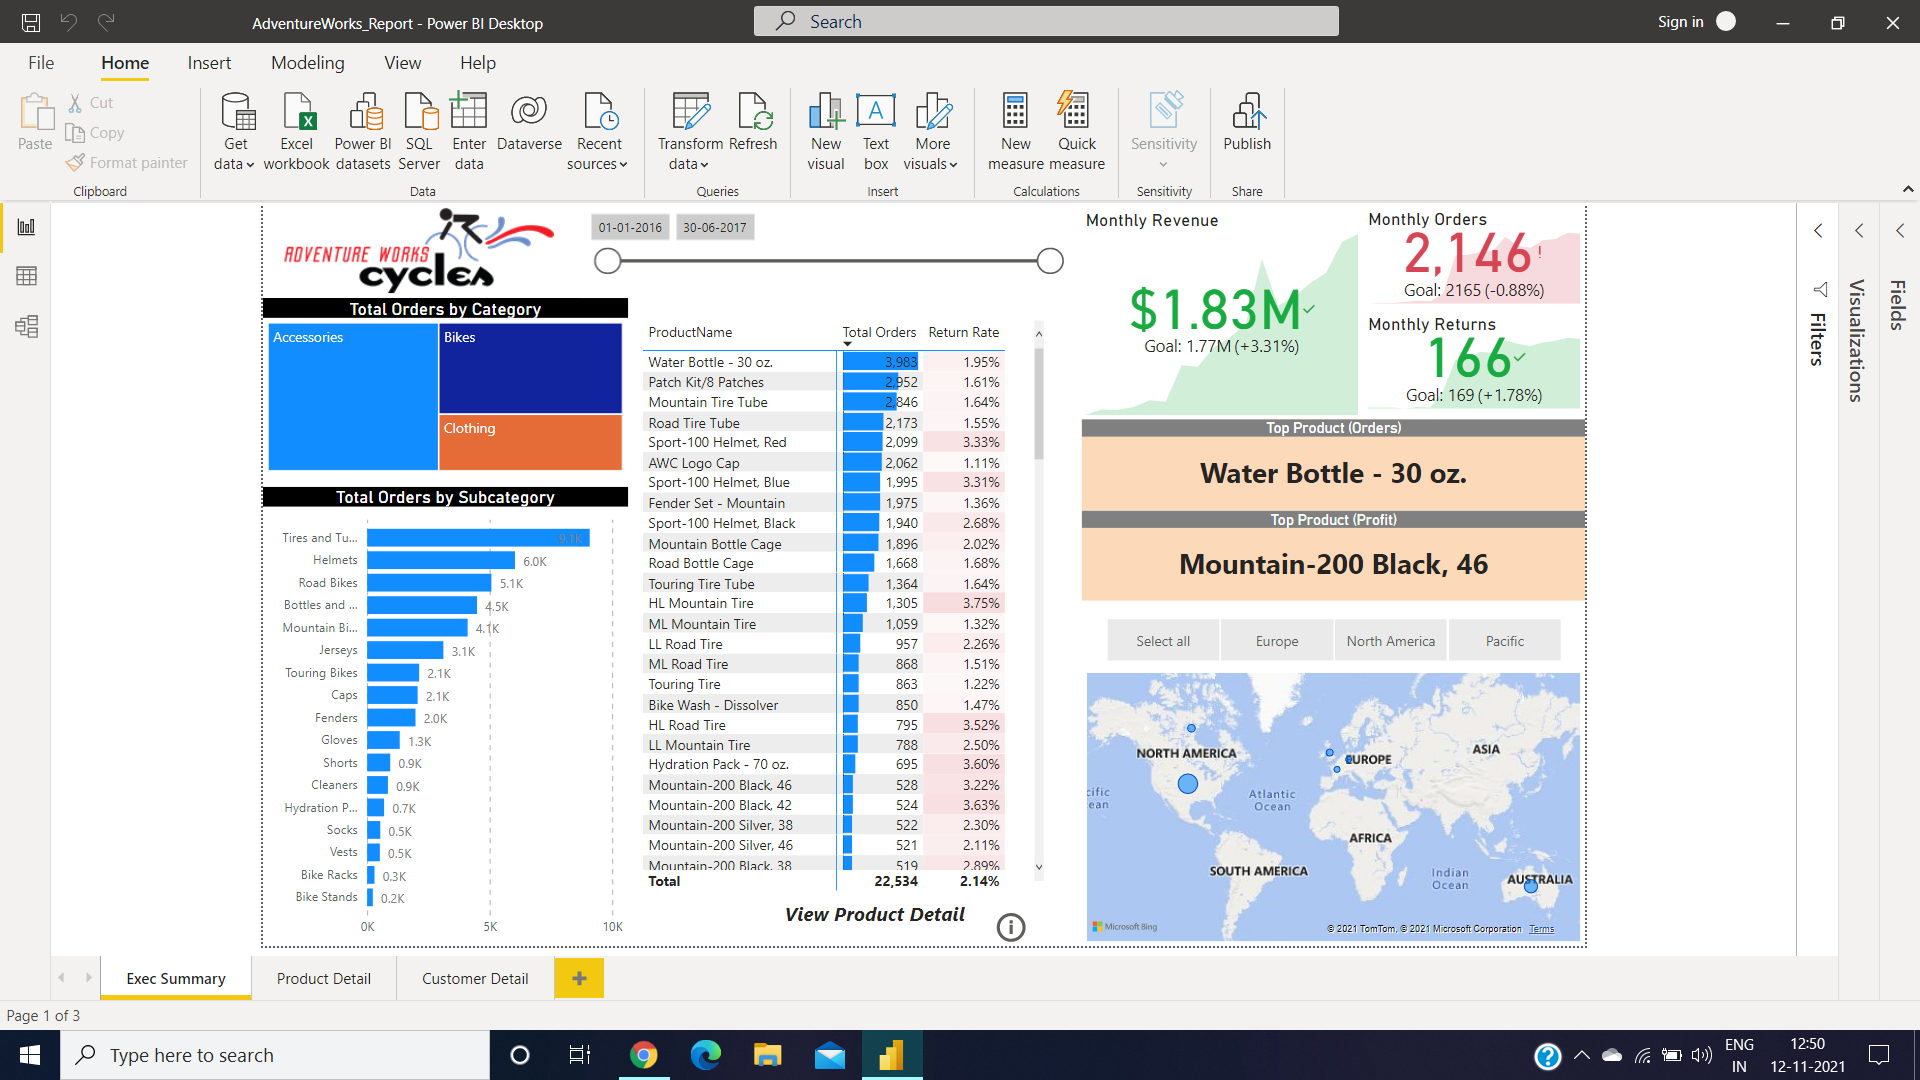 AdventureWorks_Report - Power BI Desktop
Search
Sign in
File
Home
Insert
Modeling
View
Help
Paste
Cut
Copy
Format painter
Clipboard
Get data
Excel workbook
Power BI datasets
SQL Server
Enter data
Dataverse
Recent sources
Data
Transform data
Refresh
Queries
New visual
Text box
More visuals
Insert
New measure
Quick measure
Calculations
Sensitivity
Sensitivity
Publish
Share
ADVENTURE WORKS
cycles
01-01-2016
30-06-2017
Total Orders by Category
Accessories
Bikes
Clothing
Total Orders by Subcategory
Tires and Tu... 9.1K
Helmets 6.0K
Road Bikes 5.1K
Bottles and ... 4.5K
Mountain Bi... 4.1K
Jerseys 3.1K
Touring Bikes 2.1K
Caps 2.1K
Fenders 2.0K
Gloves 1.3K
Shorts 0.9K
Cleaners 0.9K
Hydration P... 0.7K
Socks 0.5K
Vests 0.5K
Bike Racks 0.3K
Bike Stands 0.2K
0K 5K 10K
ProductName Total Orders Return Rate
Water Bottle - 30 oz. 3,983 1.95%
Patch Kit/8 Patches 2,952 1.61%
Mountain Tire Tube 2,846 1.64%
Road Tire Tube 2,173 1.55%
Sport-100 Helmet, Red 2,099 3.33%
AWC Logo Cap 2,062 1.11%
Sport-100 Helmet, Blue 1,995 3.31%
Fender Set - Mountain 1,975 1.36%
Sport-100 Helmet, Black 1,940 2.68%
Mountain Bottle Cage 1,896 2.02%
Road Bottle Cage 1,668 1.68%
Touring Tire Tube 1,364 1.64%
HL Mountain Tire 1,305 3.75%
ML Mountain Tire 1,059 1.32%
LL Road Tire 957 2.26%
ML Road Tire 868 1.51%
Touring Tire 863 1.22%
Bike Wash - Dissolver 850 1.47%
HL Road Tire 795 3.52%
LL Mountain Tire 788 2.50%
Hydration Pack - 70 oz. 695 3.60%
Mountain-200 Black, 46 528 3.22%
Mountain-200 Black, 42 524 3.63%
Mountain-200 Silver, 38 522 2.30%
Mountain-200 Silver, 46 521 2.11%
Mountain-200 Black, 38 519 2.89%
Total 22,534 2.14%
View Product Detail
Monthly Revenue
$1.83M
Goal: 1.77M (+3.31%)
Monthly Orders
2,146!
Goal: 2165 (-0.88%)
Monthly Returns
166
Goal: 169 (+1.78%)
Top Product (Orders)
Water Bottle - 30 oz.
Top Product (Profit)
Mountain-200 Black, 46
Select all
Europe
North America
Pacific
NORTH AMERICA
EUROPE
ASIA
cific
ean
Atlantic
Ocean
AFRICA
SOUTH AMERICA
Indian
Ocean
AUSTRALIA
Microsoft Bing
© 2021 TomTom, © 2021 Microsoft Corporation Terms
Filters
Visualizations
Fields
Exec Summary
Product Detail
Customer Detail
Page 1 of 3
Type here to search
ENG
IN
12:50
12-11-2021